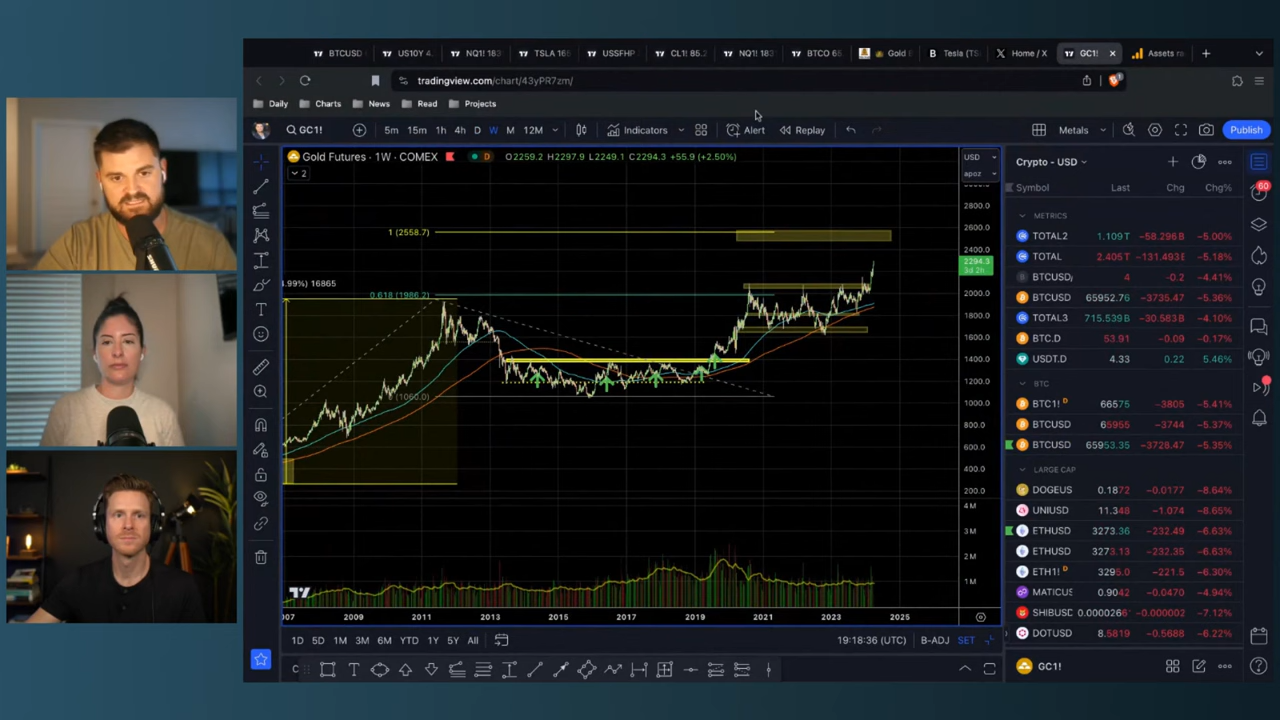 BTCUSD US10Y 4. NQ1! 183 TSLA 16 USSFHP CL1! 85.2 NQ1! 183 BTCO 65 Gold Tesla (TS Home / X GC1! Assets
tradingview.com/chart/43yPR7zm/
Daily Charts News Read Projects
GC1! 5m 15m 1h 4h D W M 12M Indicators Alert Replay Metals Publish
Gold Futures · 1W · COMEX D O2259.2 H2297.9 L2249.1 C2294.3 +55.9 (+2.50%)
2
USD
apoz
2800.0
1 (2558.7)
2600.0
2400.0
2294.3
3d 2h
4.99%) 16865
0.618 (1986.2)
2000.0
1800.0
1600.0
1400.0
1200.0
(1060.0)
1000.0
800.0
600.0
400.0
200.0
4 M
3 M
2 M
1 M
007 2009 2011 2013 2015 2017 2019 2021 2023 2025
1D 5D 1M 3M 6M YTD 1Y 5Y All 19:18:36 (UTC) B-ADJ SET
Crypto - USD
Symbol Last Chg Chg%
METRICS
TOTAL2 1.109T -58.296B -5.00%
TOTAL 2.405T -131.493B -5.18%
BTCUSD/ 4 -0.2 -4.41%
BTCUSD 65952.76 -3735.47 -5.36%
TOTAL3 715.539B -30.583B -4.10%
BTC.D 53.91 -0.09 -0.17%
USDT.D 4.33 0.22 5.46%
BTC
BTC1! D 66575 -3805 -5.41%
BTCUSD 65955 -3744 -5.37%
BTCUSD 65953.35 -3728.47 -5.35%
LARGE CAP
DOGEUS 0.1872 -0.0177 -8.64%
UNIUSD 11.348 -1.074 -8.65%
ETHUSD 3273.36 -232.49 -6.63%
ETHUSD 3273.13 -232.35 -6.63%
ETH1! D 3295.0 -221.5 -6.30%
MATICUS 0.9042 -0.0470 -4.94%
SHIBUSD 0.000026 -0.000002 -7.12%
DOTUSD 8.5819 -0.5688 -6.22%
GC1!
60